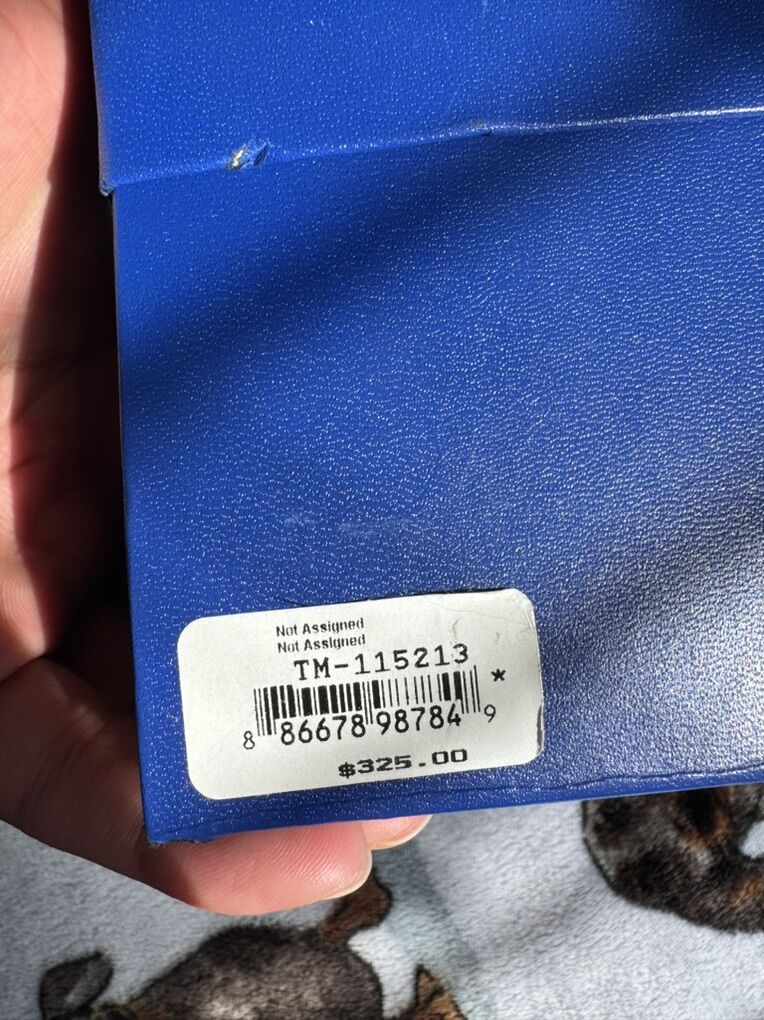 Not Assigned
Not Assigned
TM-115213
*
8 86678 98784 9
$325.00